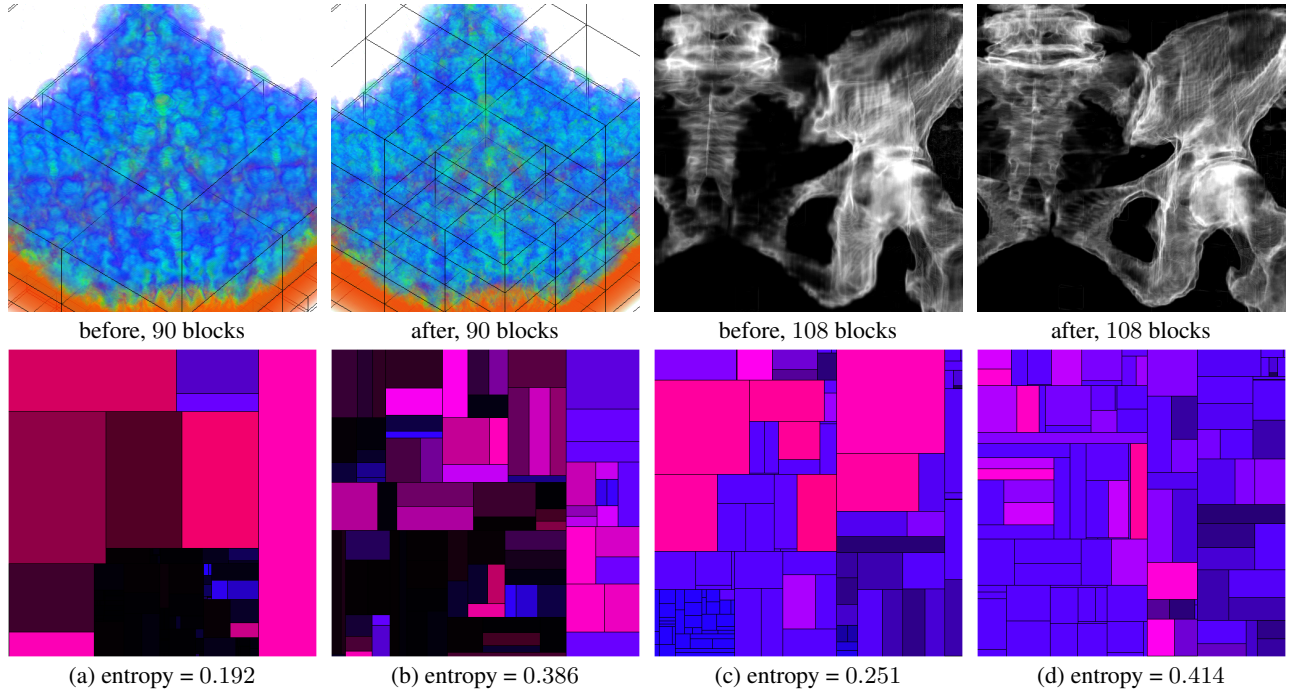 before, 90 blocks
after, 90 blocks
before, 108 blocks
after, 108 blocks
(a) entropy = 0.192
(b) entropy = 0.386
(c) entropy = 0.251
(d) entropy = 0.414